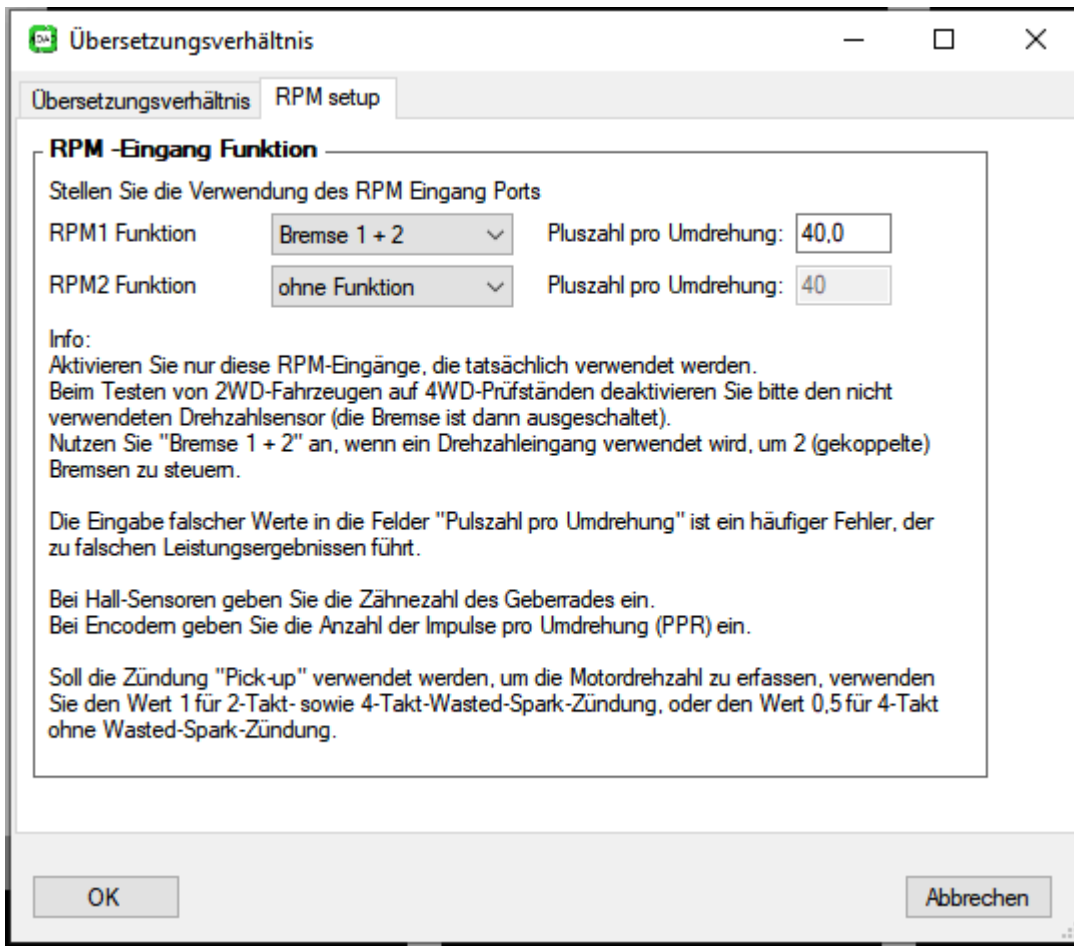 Übersetzungsverhältnis
Übersetzungsverhältnis RPM setup
RPM -Eingang Funktion
Stellen Sie die Verwendung des RPM Eingang Ports
RPM1 Funktion Bremse 1 + 2 Pluszahl pro Umdrehung: 40,0
RPM2 Funktion ohne Funktion Pluszahl pro Umdrehung: 40
Info:
Aktivieren Sie nur diese RPM-Eingänge, die tatsächlich verwendet werden.
Beim Testen von 2WD-Fahrzeugen auf 4WD-Prüfständen deaktivieren Sie bitte den nicht
verwendeten Drehzahlsensor (die Bremse ist dann ausgeschaltet).
Nutzen Sie "Bremse 1 + 2" an, wenn ein Drehzahleingang verwendet wird, um 2 (gekoppelte)
Bremsen zu steuern.
Die Eingabe falscher Werte in die Felder "Pulszahl pro Umdrehung" ist ein häufiger Fehler, der
zu falschen Leistungsergebnissen führt.
Bei Hall-Sensoren geben Sie die Zähnezahl des Geberrades ein.
Bei Encodern geben Sie die Anzahl der Impulse pro Umdrehung (PPR) ein.
Soll die Zündung "Pick-up" verwendet werden, um die Motordrehzahl zu erfassen, verwenden
Sie den Wert 1 für 2-Takt- sowie 4-Takt-Wasted-Spark-Zündung, oder den Wert 0,5 für 4-Takt
ohne Wasted-Spark-Zündung.
OK Abbrechen